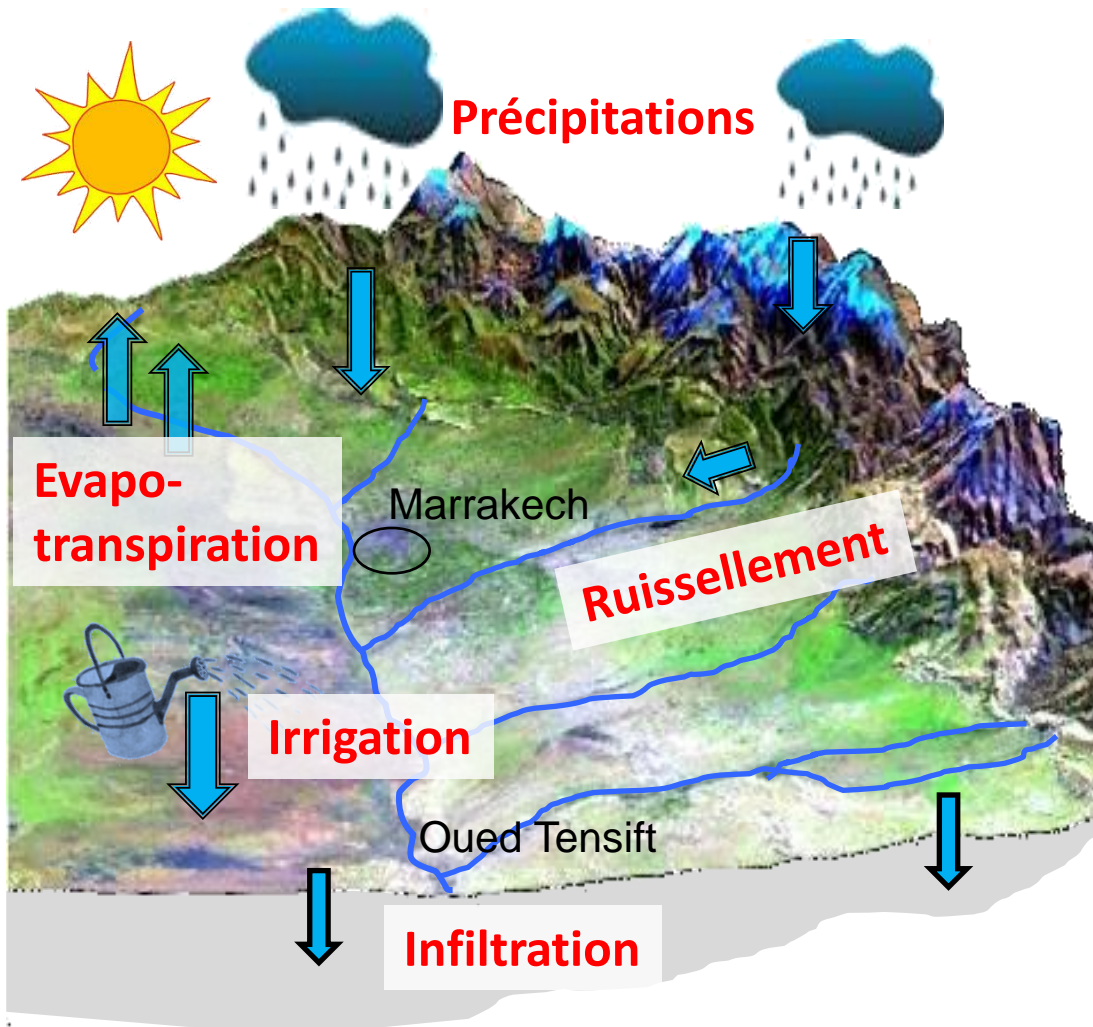 Précipitations
Evapo-
transpiration
Marrakech
Ruissellement
Irrigation
Oued Tensift
Infiltration